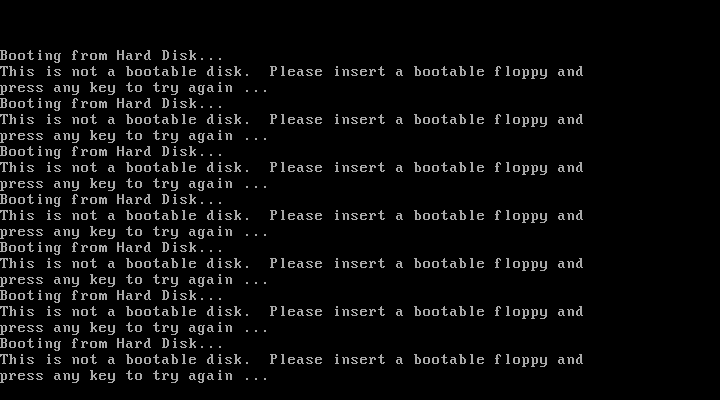 Booting from Hard Disk...
This is not a bootable disk.  Please insert a bootable floppy and
press any key to try again ...
Booting from Hard Disk...
This is not a bootable disk.  Please insert a bootable floppy and
press any key to try again ...
Booting from Hard Disk...
This is not a bootable disk.  Please insert a bootable floppy and
press any key to try again ...
Booting from Hard Disk...
This is not a bootable disk.  Please insert a bootable floppy and
press any key to try again ...
Booting from Hard Disk...
This is not a bootable disk.  Please insert a bootable floppy and
press any key to try again ...
Booting from Hard Disk...
This is not a bootable disk.  Please insert a bootable floppy and
press any key to try again ...
Booting from Hard Disk...
This is not a bootable disk.  Please insert a bootable floppy and
press any key to try again ...